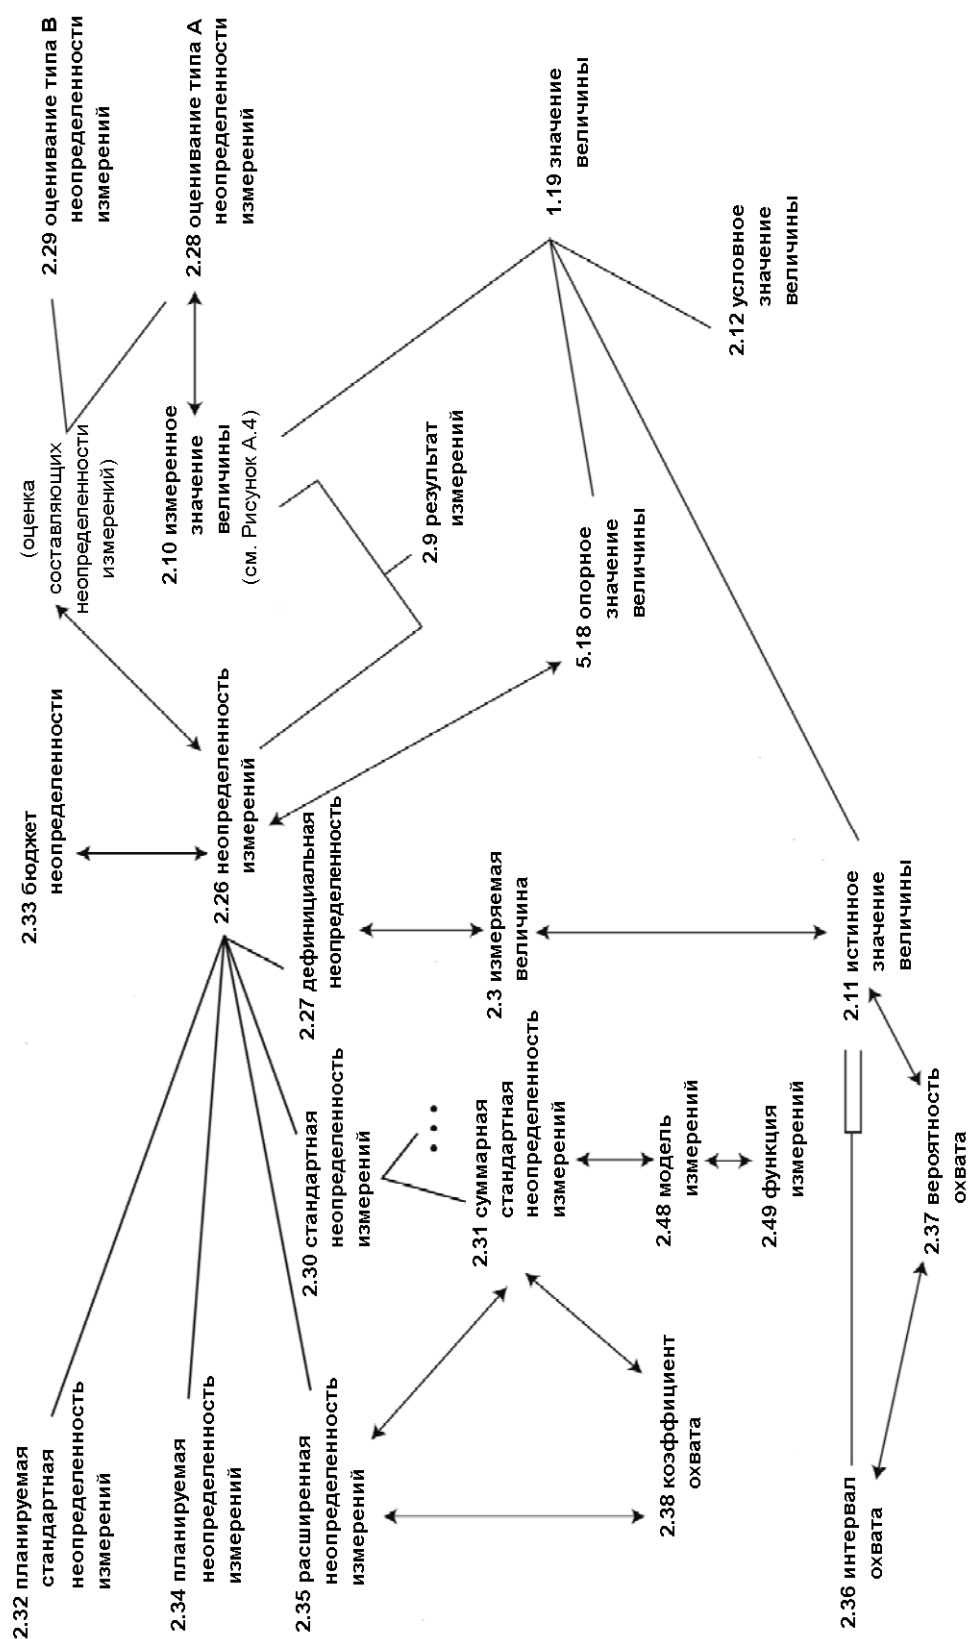 2.33 бюджет
неопределенности
(оценка
составляющих
неопределенности
измерений)
2.29 оценивание типа В
неопределенности
измерений
2.28 оценивание типа А
неопределенности
измерений
2.10 измеренное
значение
величины
(см. Рисунок А.4)
2.32 планируемая
стандартная
неопределенность
измерений
2.34 планируемая
неопределенность
измерений
2.26 неопределенность
измерений
2.35 расширенная
неопределенность
измерений
2.30 стандартная
неопределенность
измерений
2.27 дефинициальная
неопределенность
2.9 результат
измерений
1.19 значение
величины
2.31 суммарная
стандартная
неопределенность
измерений
2.3 измеряемая
величина
5.18 опорное
значение
величины
2.12 условное
значение
величины
2.38 коэффициент
охвата
2.48 модель
измерений
2.49 функция
измерений
2.36 интервал
охвата
2.11 истинное
значение
величины
2.37 вероятность
охвата